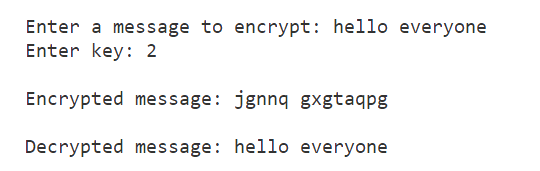 Enter a message to encrypt: hello everyone
Enter key: 2
Encrypted message: jgnnq gxgtaqpg
Decrypted message: hello everyone